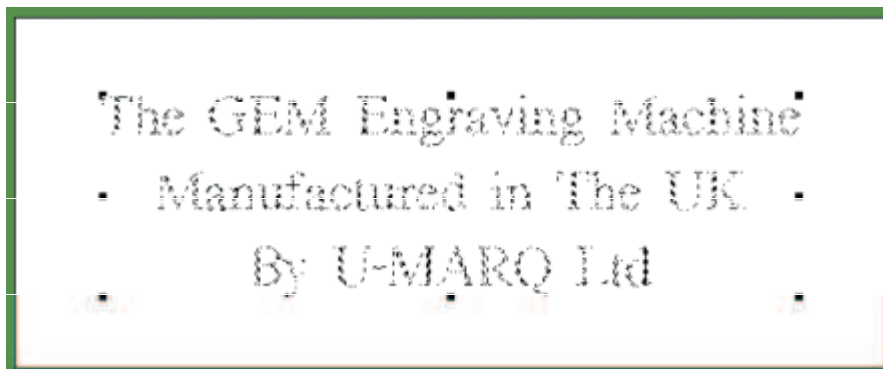 The GEM Engraving Machine
Manufactured in The UK
By U-MARQ Ltd